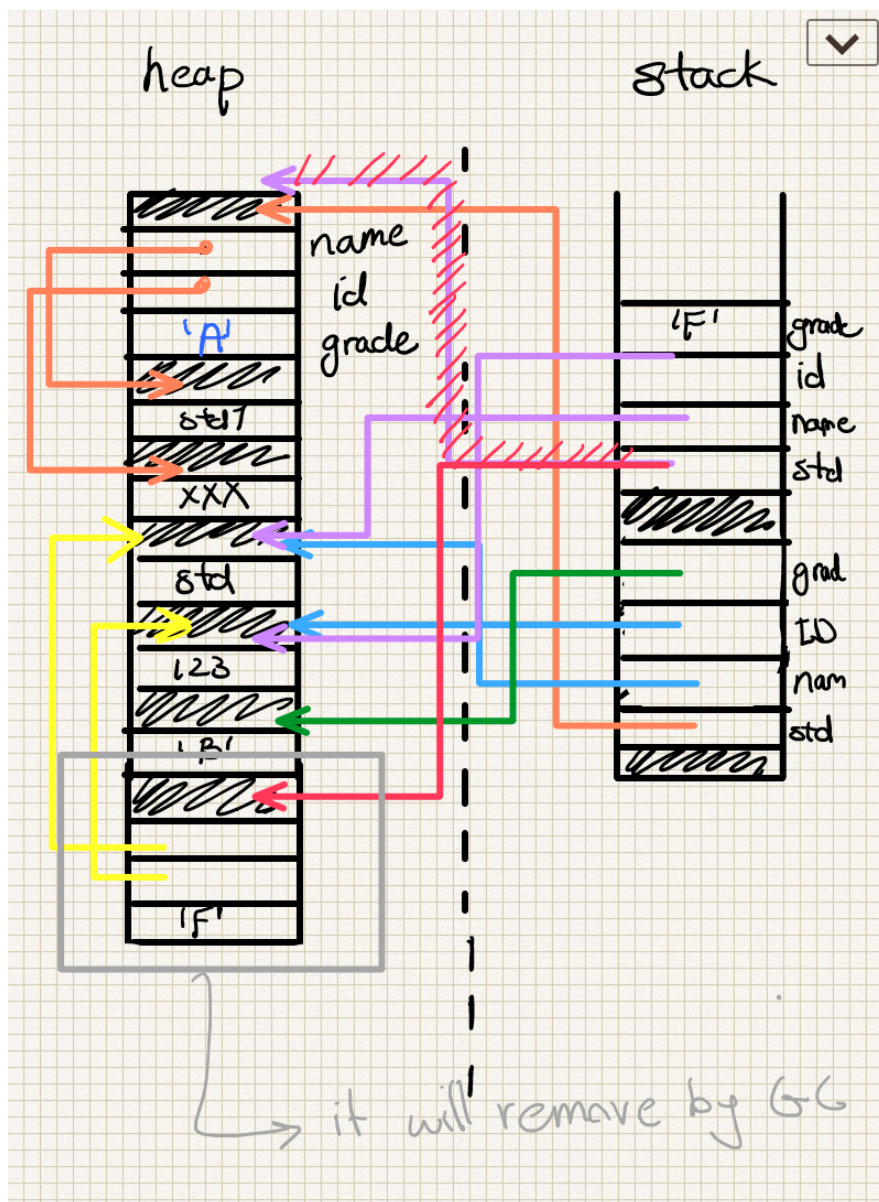 heap
stack
name
id
'A'
grade
std1
xxx
std
123
'B'
'F'
'F'
grade
id
name
std
grad
ID
nam
std
it will remave by GC